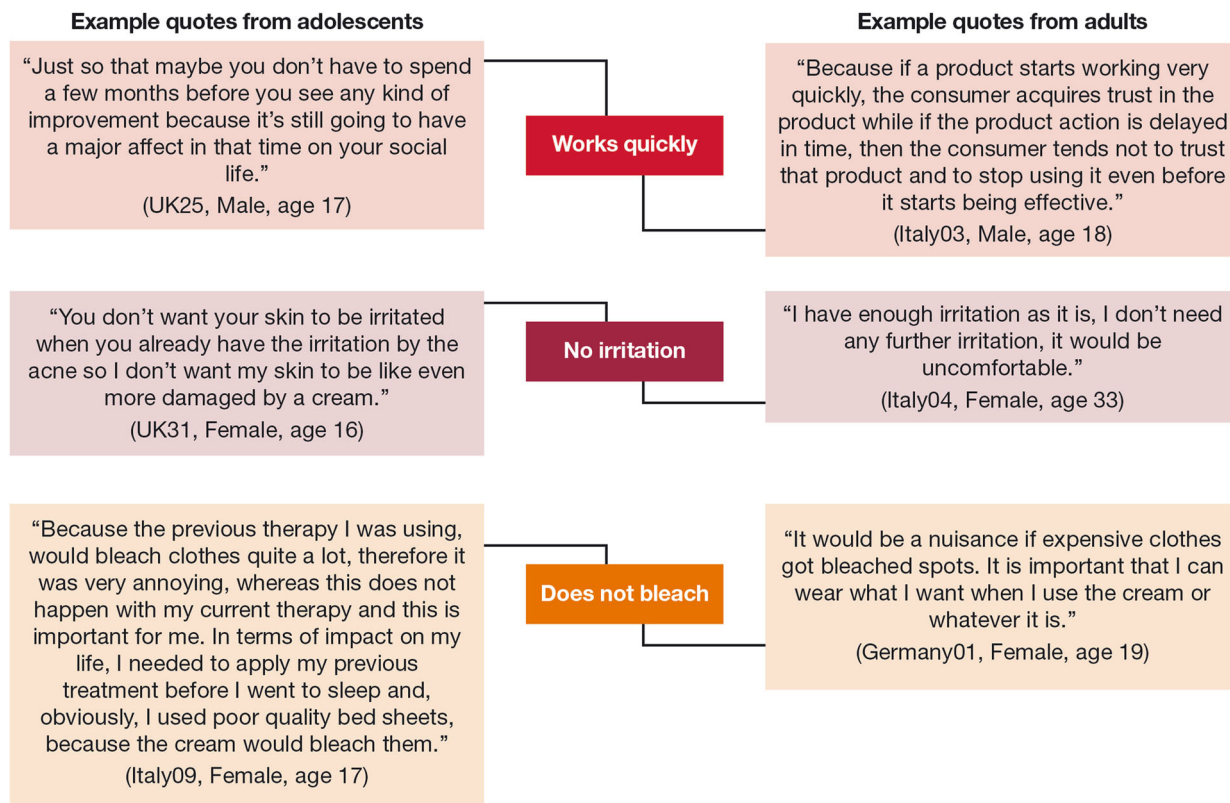 Example quotes from adolescents
Example quotes from adults
“Just so that maybe you don’t have to spend
a few months before you see any kind of
improvement because it’s still going to have
a major affect in that time on your social
life.”
(UK25, Male, age 17)
Works quickly
“Because if a product starts working very
quickly, the consumer acquires trust in the
product while if the product action is delayed
in time, then the consumer tends not to trust
that product and to stop using it even before
it starts being effective.”
(Italy03, Male, age 18)
“You don’t want your skin to be irritated
when you already have the irritation by the
acne so I don’t want my skin to be like even
more damaged by a cream.”
(UK31, Female, age 16)
No irritation
“I have enough irritation as it is, I don’t need
any further irritation, it would be
uncomfortable.”
(Italy04, Female, age 33)
“Because the previous therapy I was using,
would bleach clothes quite a lot, therefore it
was very annoying, whereas this does not
happen with my current therapy and this is
important for me. In terms of impact on my
life, I needed to apply my previous
treatment before I went to sleep and,
obviously, I used poor quality bed sheets,
because the cream would bleach them.”
(Italy09, Female, age 17)
Does not bleach
“It would be a nuisance if expensive clothes
got bleached spots. It is important that I can
wear what I want when I use the cream or
whatever it is.”
(Germany01, Female, age 19)